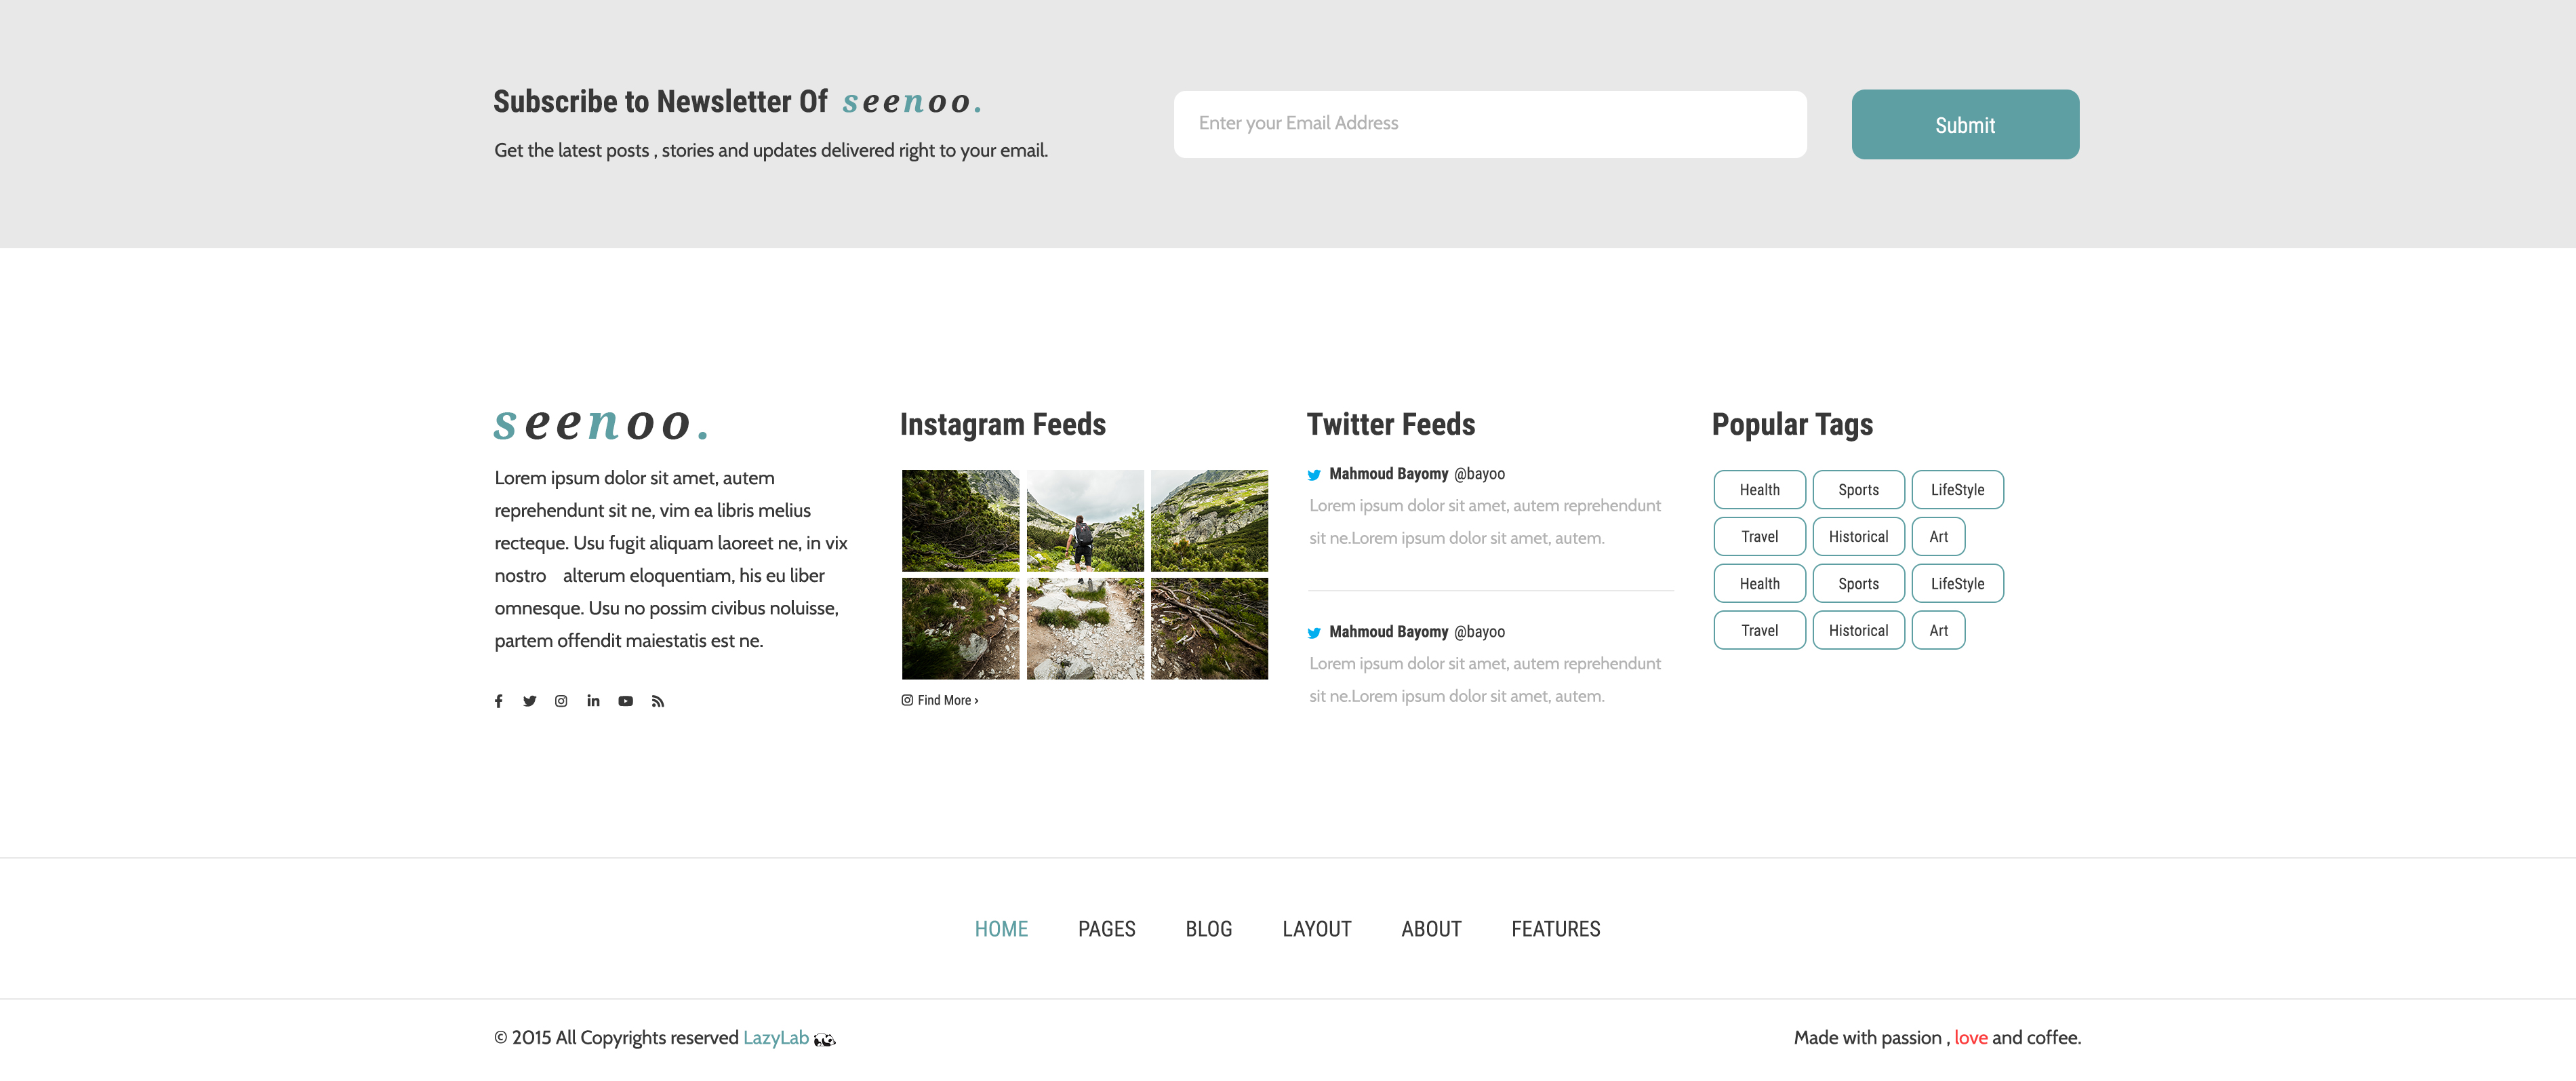 Subscribe to Newsletter Of seenoo.
Get the latest posts , stories and updates delivered right to your email.
Enter your Email Address
Submit
seenoo.
Lorem ipsum dolor sit amet, autem
reprehendunt sit ne, vim ea libris melius
recteque. Usu fugit aliquam laoreet ne, in vix
nostro alterum eloquentiam, his eu liber
omnesque. Usu no possim civibus noluisse,
partem offendit maiestatis est ne.
Instagram Feeds
Find More ›
Twitter Feeds
Mahmoud Bayomy @bayoo
Lorem ipsum dolor sit amet, autem reprehendunt
sit ne.Lorem ipsum dolor sit amet, autem.
Mahmoud Bayomy @bayoo
Lorem ipsum dolor sit amet, autem reprehendunt
sit ne.Lorem ipsum dolor sit amet, autem.
Popular Tags
Health Sports LifeStyle
Travel Historical Art
Health Sports LifeStyle
Travel Historical Art
HOME PAGES BLOG LAYOUT ABOUT FEATURES
© 2015 All Copyrights reserved LazyLab
Made with passion , love and coffee.